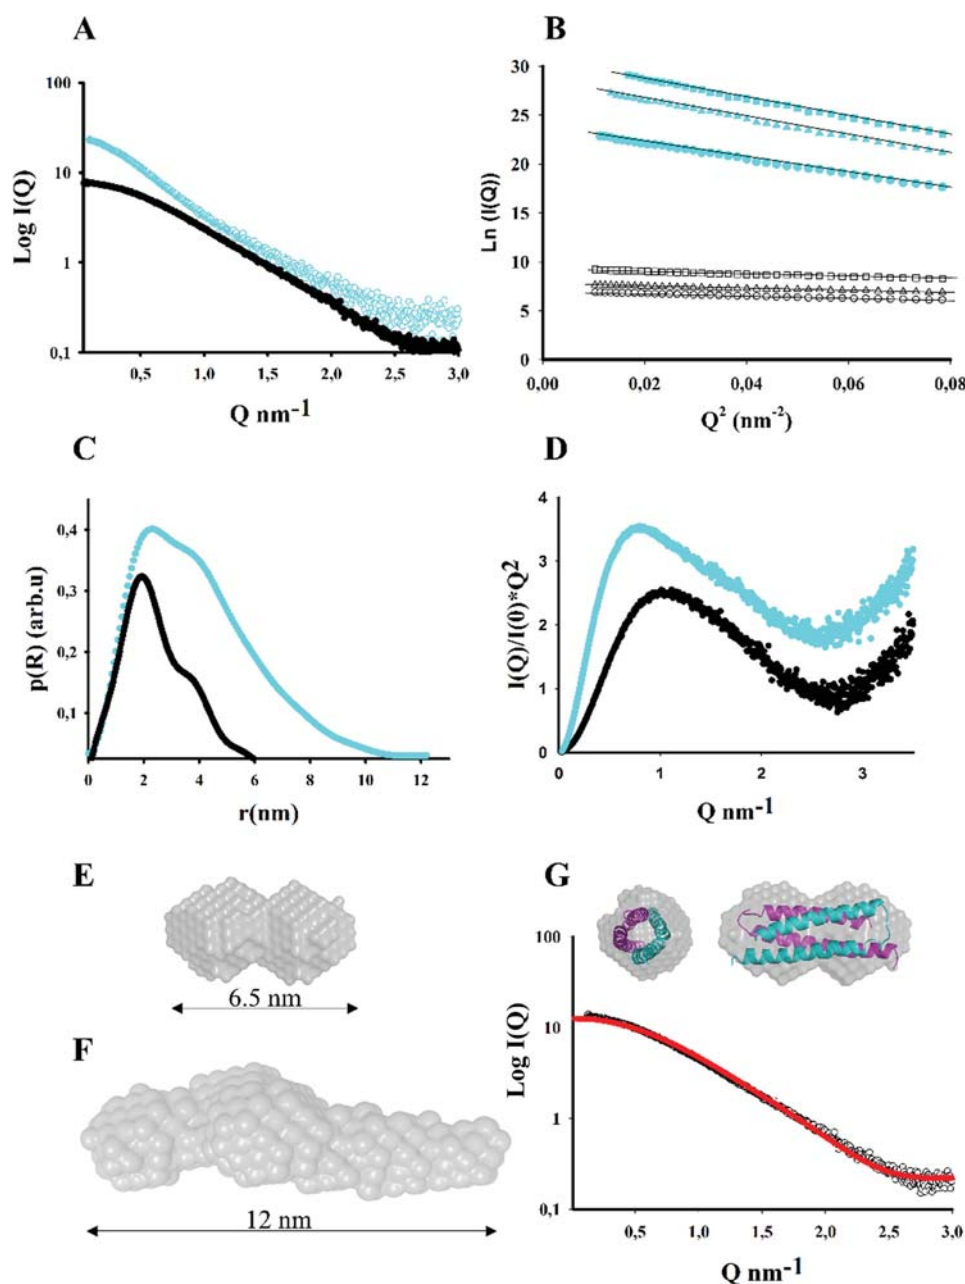 A
Log I(Q)
100
10
1
0,1
0,5 1,0 1,5 2,0 2,5 3,0
Q nm-1
B
Ln (I(Q))
30
25
20
15
10
5
0
0,00 0,02 0,04 0,06 0,08
Q2 (nm-2)
C
p(R) (arb.u)
0,4
0,3
0,2
0,1
0 2 4 6 8 10 12
r(nm)
D
I(Q)/I(0)*Q2
4
3
2
1
0
0 1 2 3
Q nm-1
E
6.5 nm
F
12 nm
G
Log I(Q)
100
10
1
0,1
0,5 1,0 1,5 2,0 2,5 3,0
Q nm-1